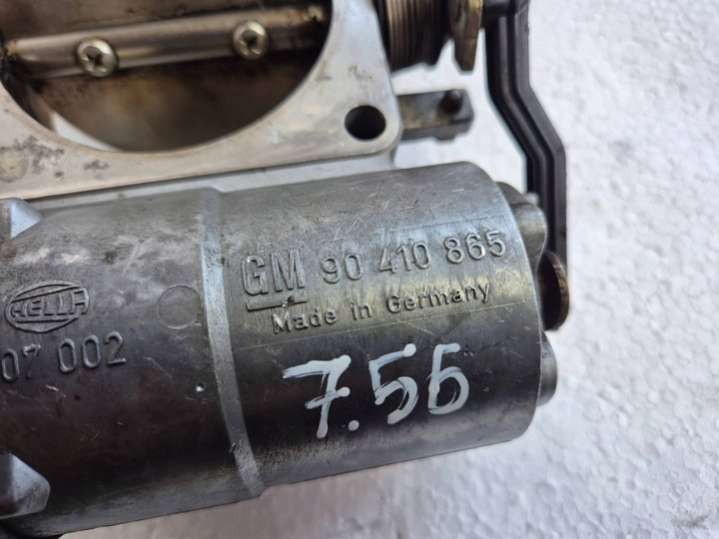 GM 90 410 865
Made in Germany
HELLA
07 002
7.56